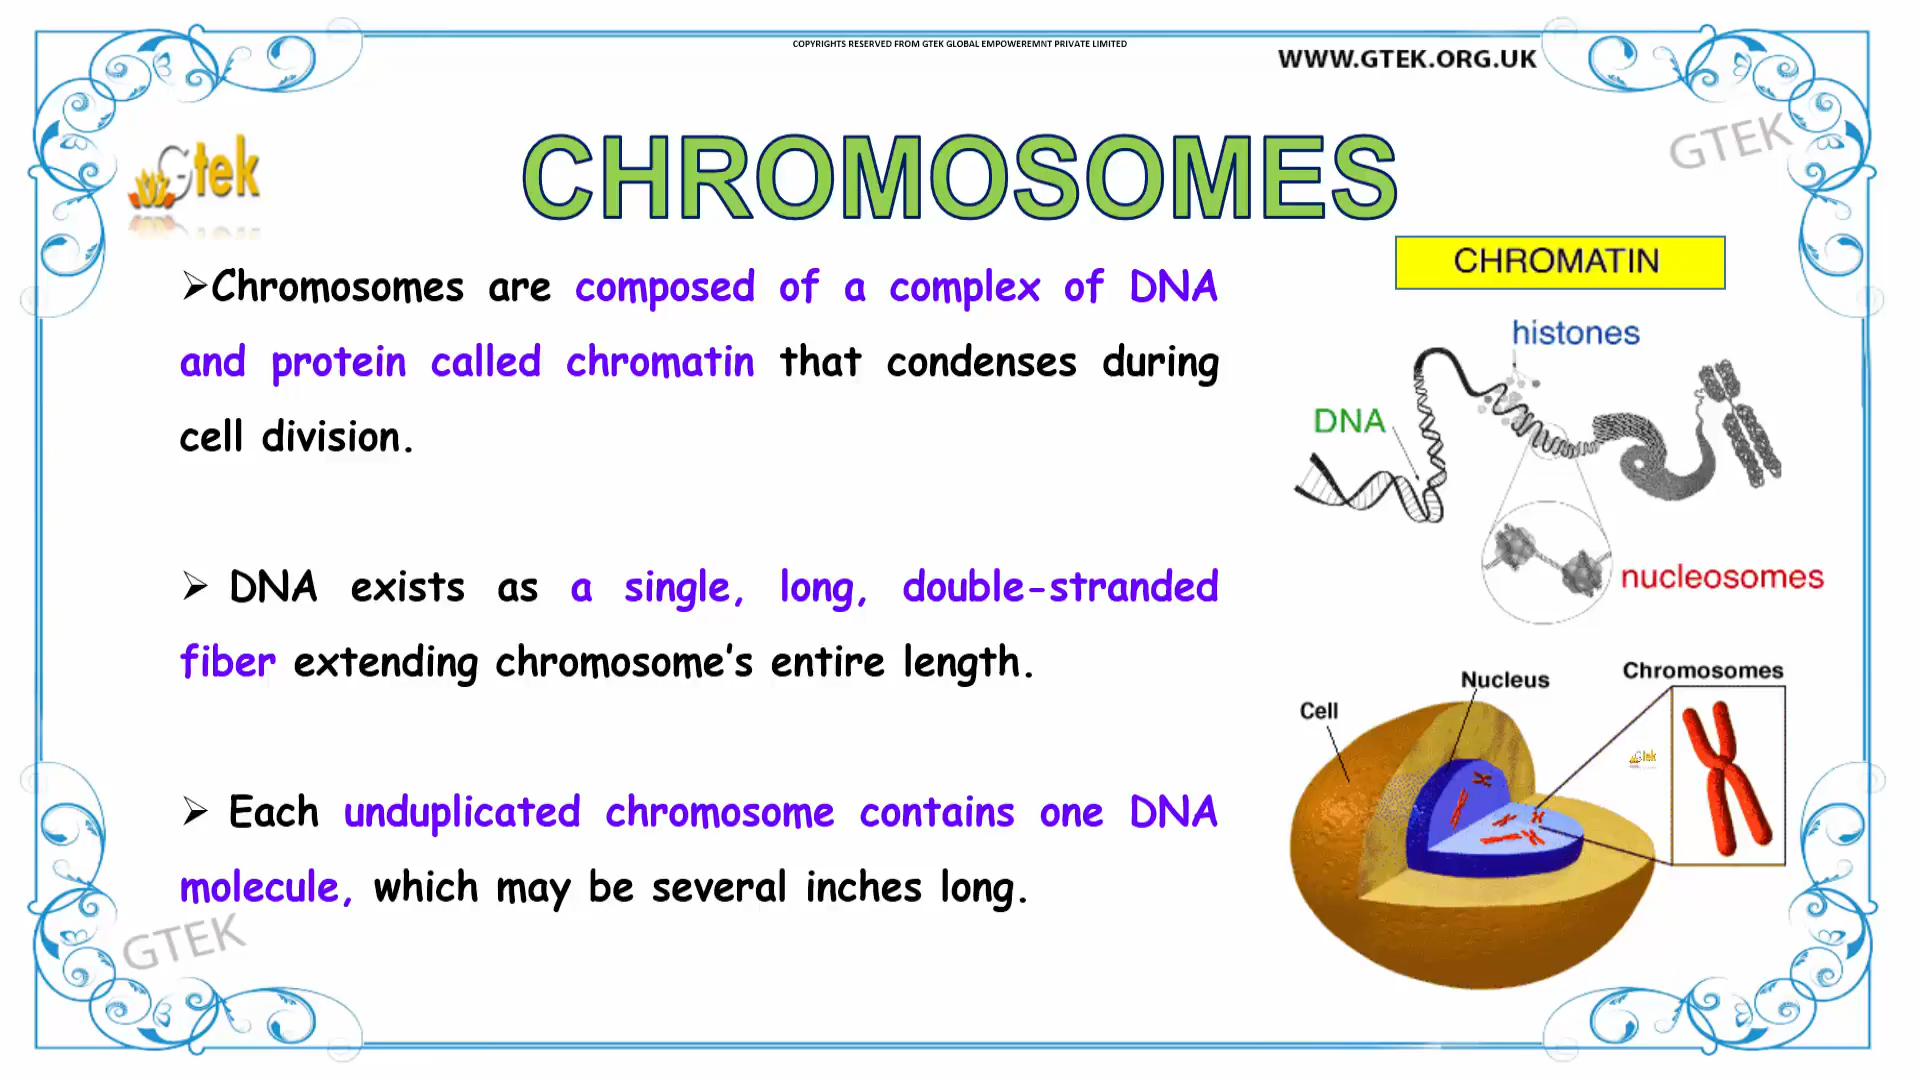 COPYRIGHTS RESERVED FROM GTEK GLOBAL EMPOWEREMNT PRIVATE LIMITED
WWW.GTEK.ORG.UK
GTEK
Gtek
CHROMOSOMES
➢Chromosomes are composed of a complex of DNA
and protein called chromatin that condenses during
cell division.
➢ DNA exists as a single, long, double-stranded
fiber extending chromosome’s entire length.
➢ Each unduplicated chromosome contains one DNA
molecule, which may be several inches long.
CHROMATIN
histones
DNA
nucleosomes
Chromosomes
Nucleus
Cell
Gtek
GTEK